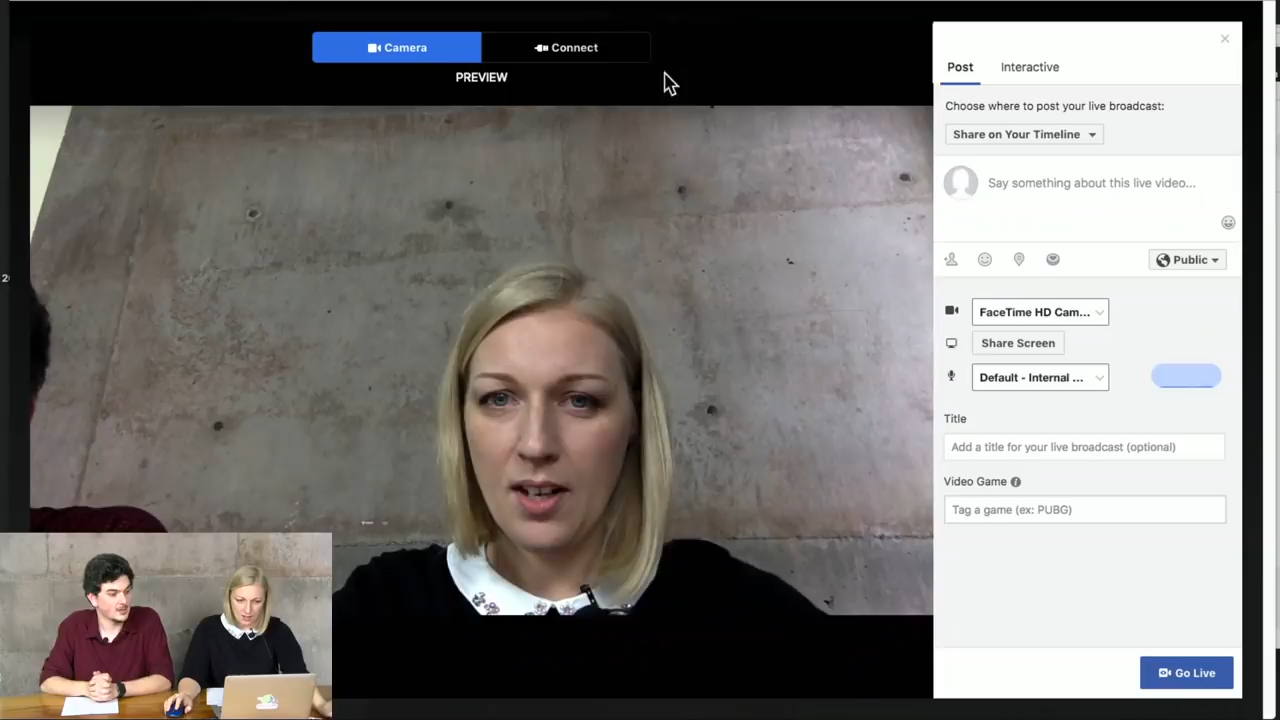 Camera
Connect
PREVIEW
Post
Interactive
Choose where to post your live broadcast:
Share on Your Timeline
Say something about this live video...
Public
FaceTime HD Cam...
Share Screen
Default - Internal ...
Title
Add a title for your live broadcast (optional)
Video Game
Tag a game (ex: PUBG)
Go Live